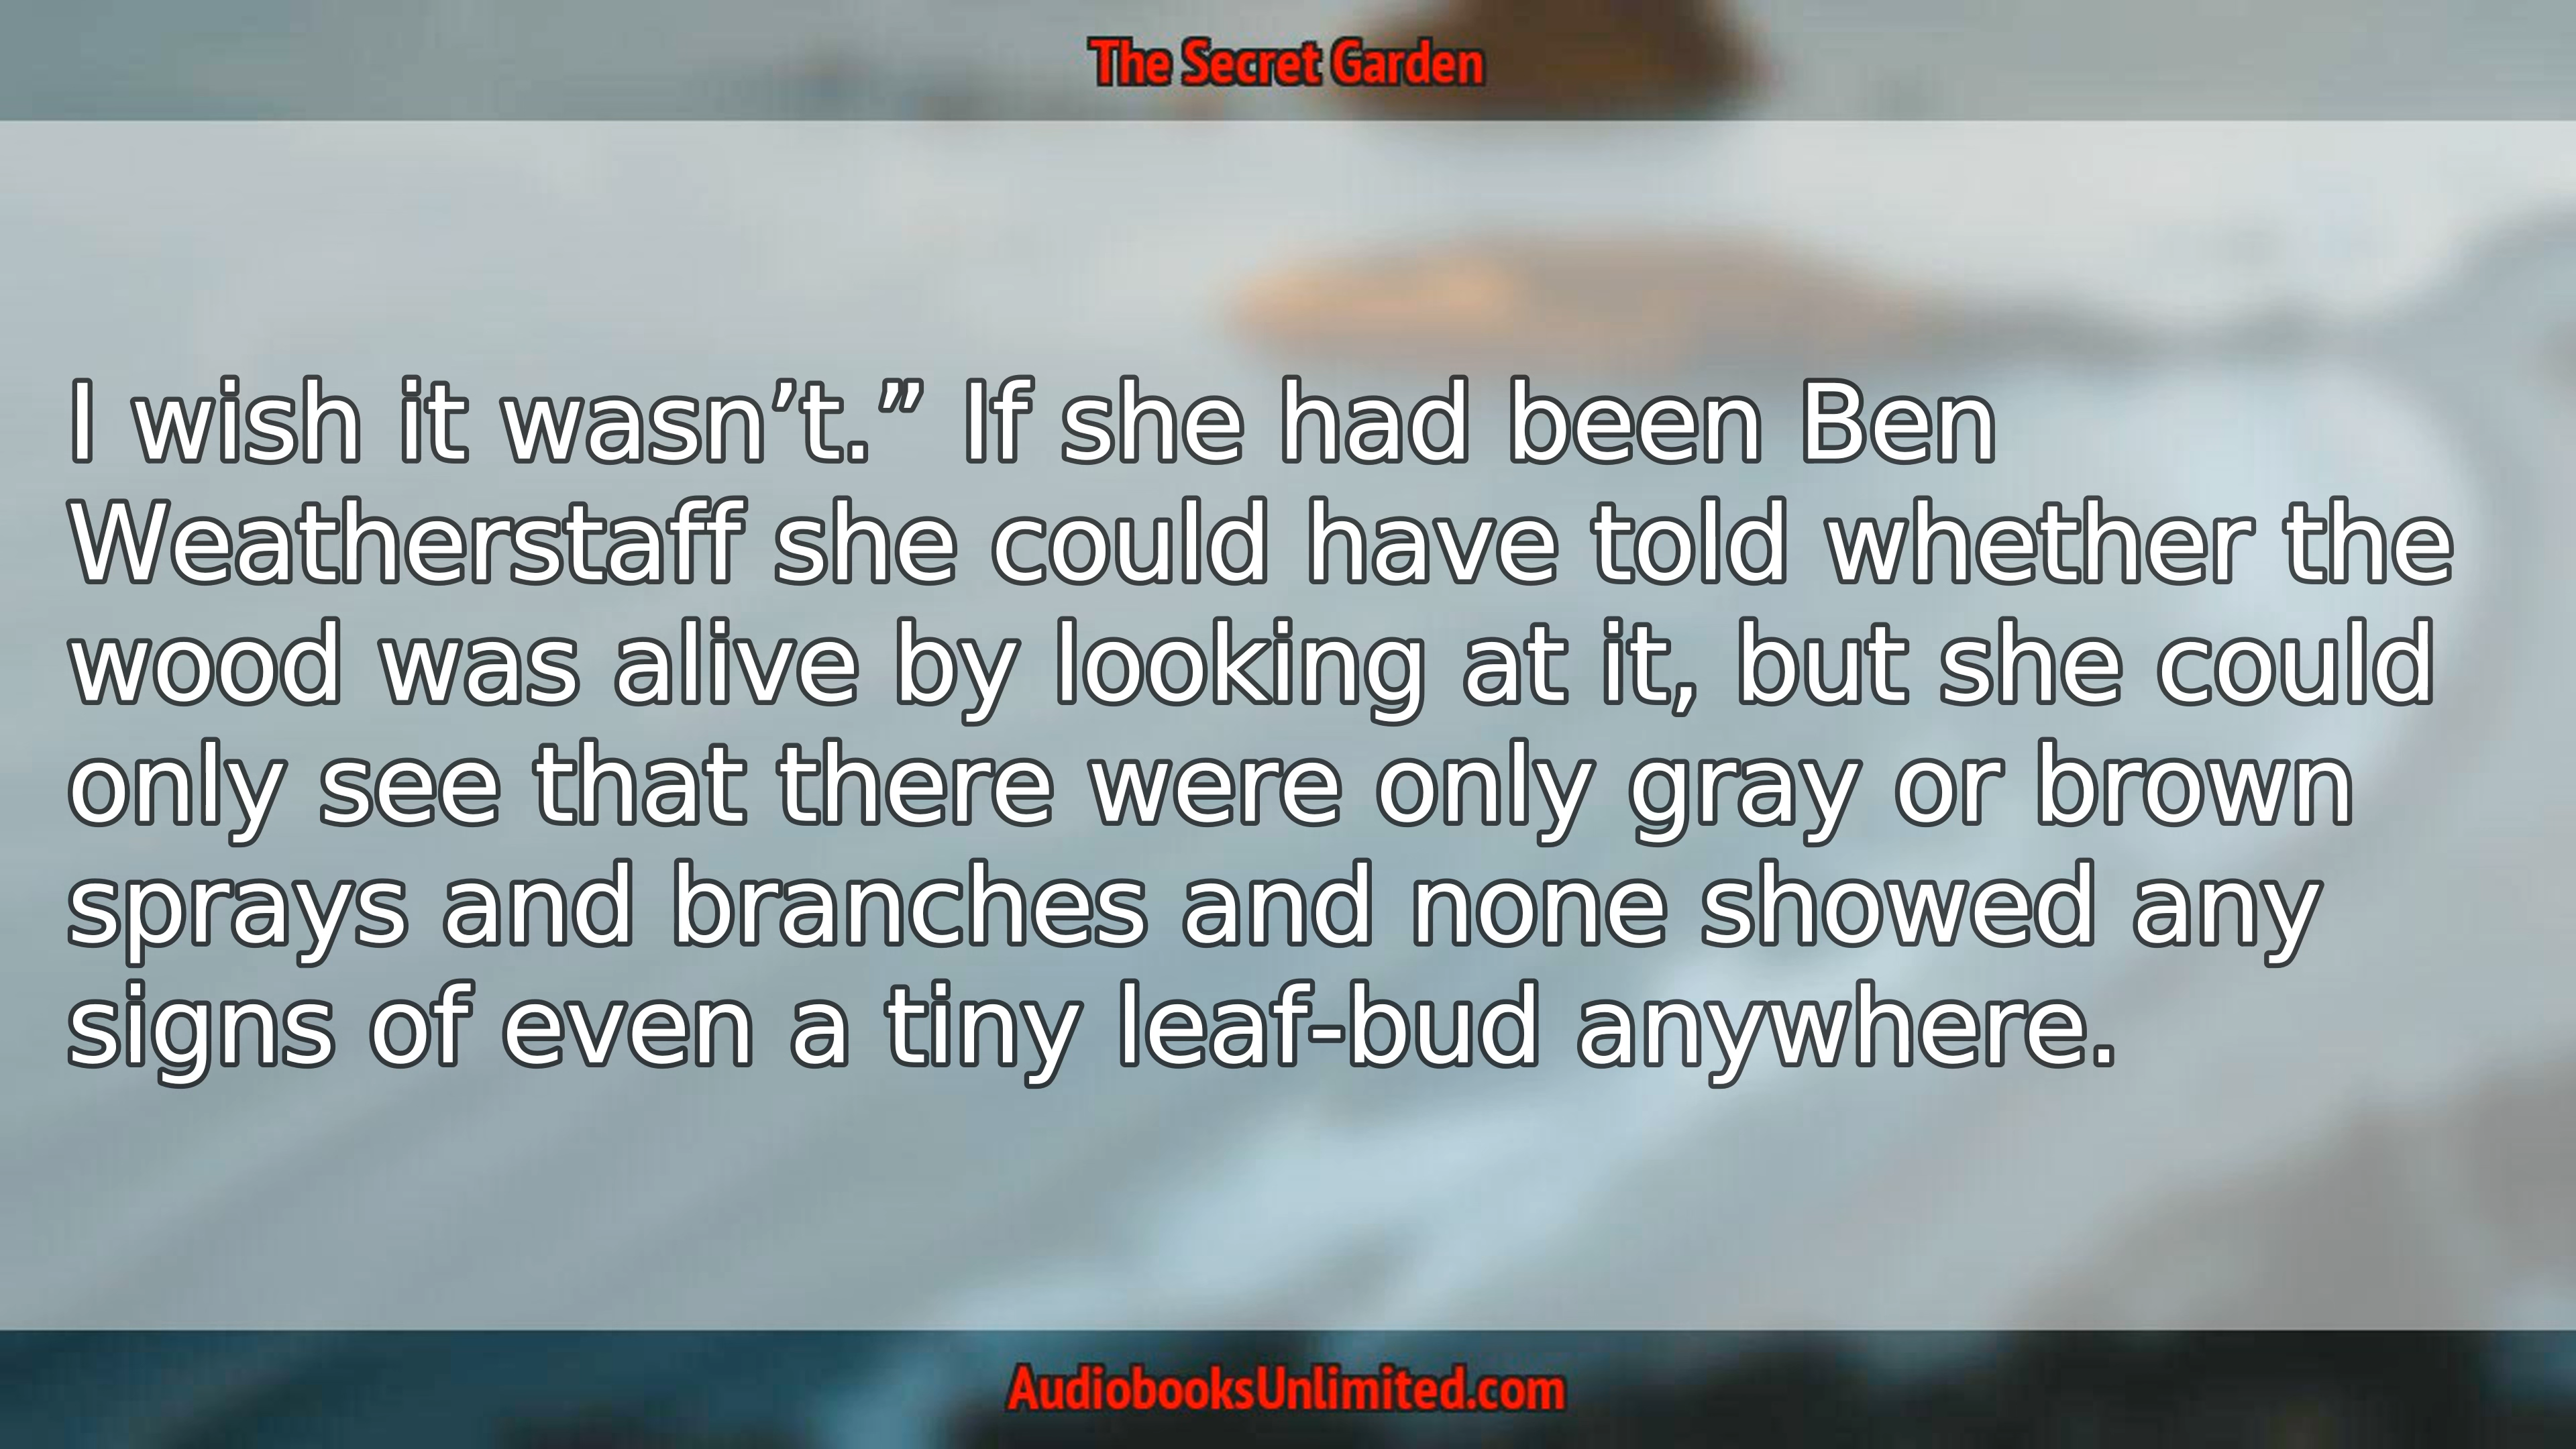 The Secret Garden
I wish it wasn’t.” If she had been Ben
Weatherstaff she could have told whether the
wood was alive by looking at it, but she could
only see that there were only gray or brown
sprays and branches and none showed any
signs of even a tiny leaf-bud anywhere.
AudiobooksUnlimited.com